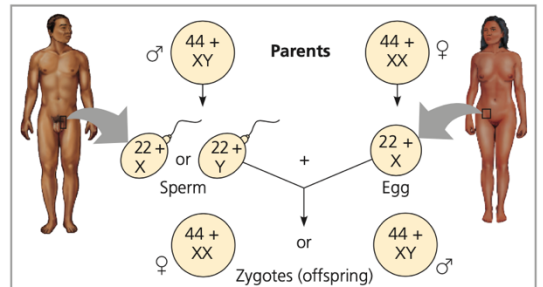 ♂
44 +
XY
Parents
44 +
XX
♀
22 +
X
or
22 +
Y
+
22 +
X
Sperm
Egg
♀
44 +
XX
or
44 +
XY
♂
Zygotes (offspring)